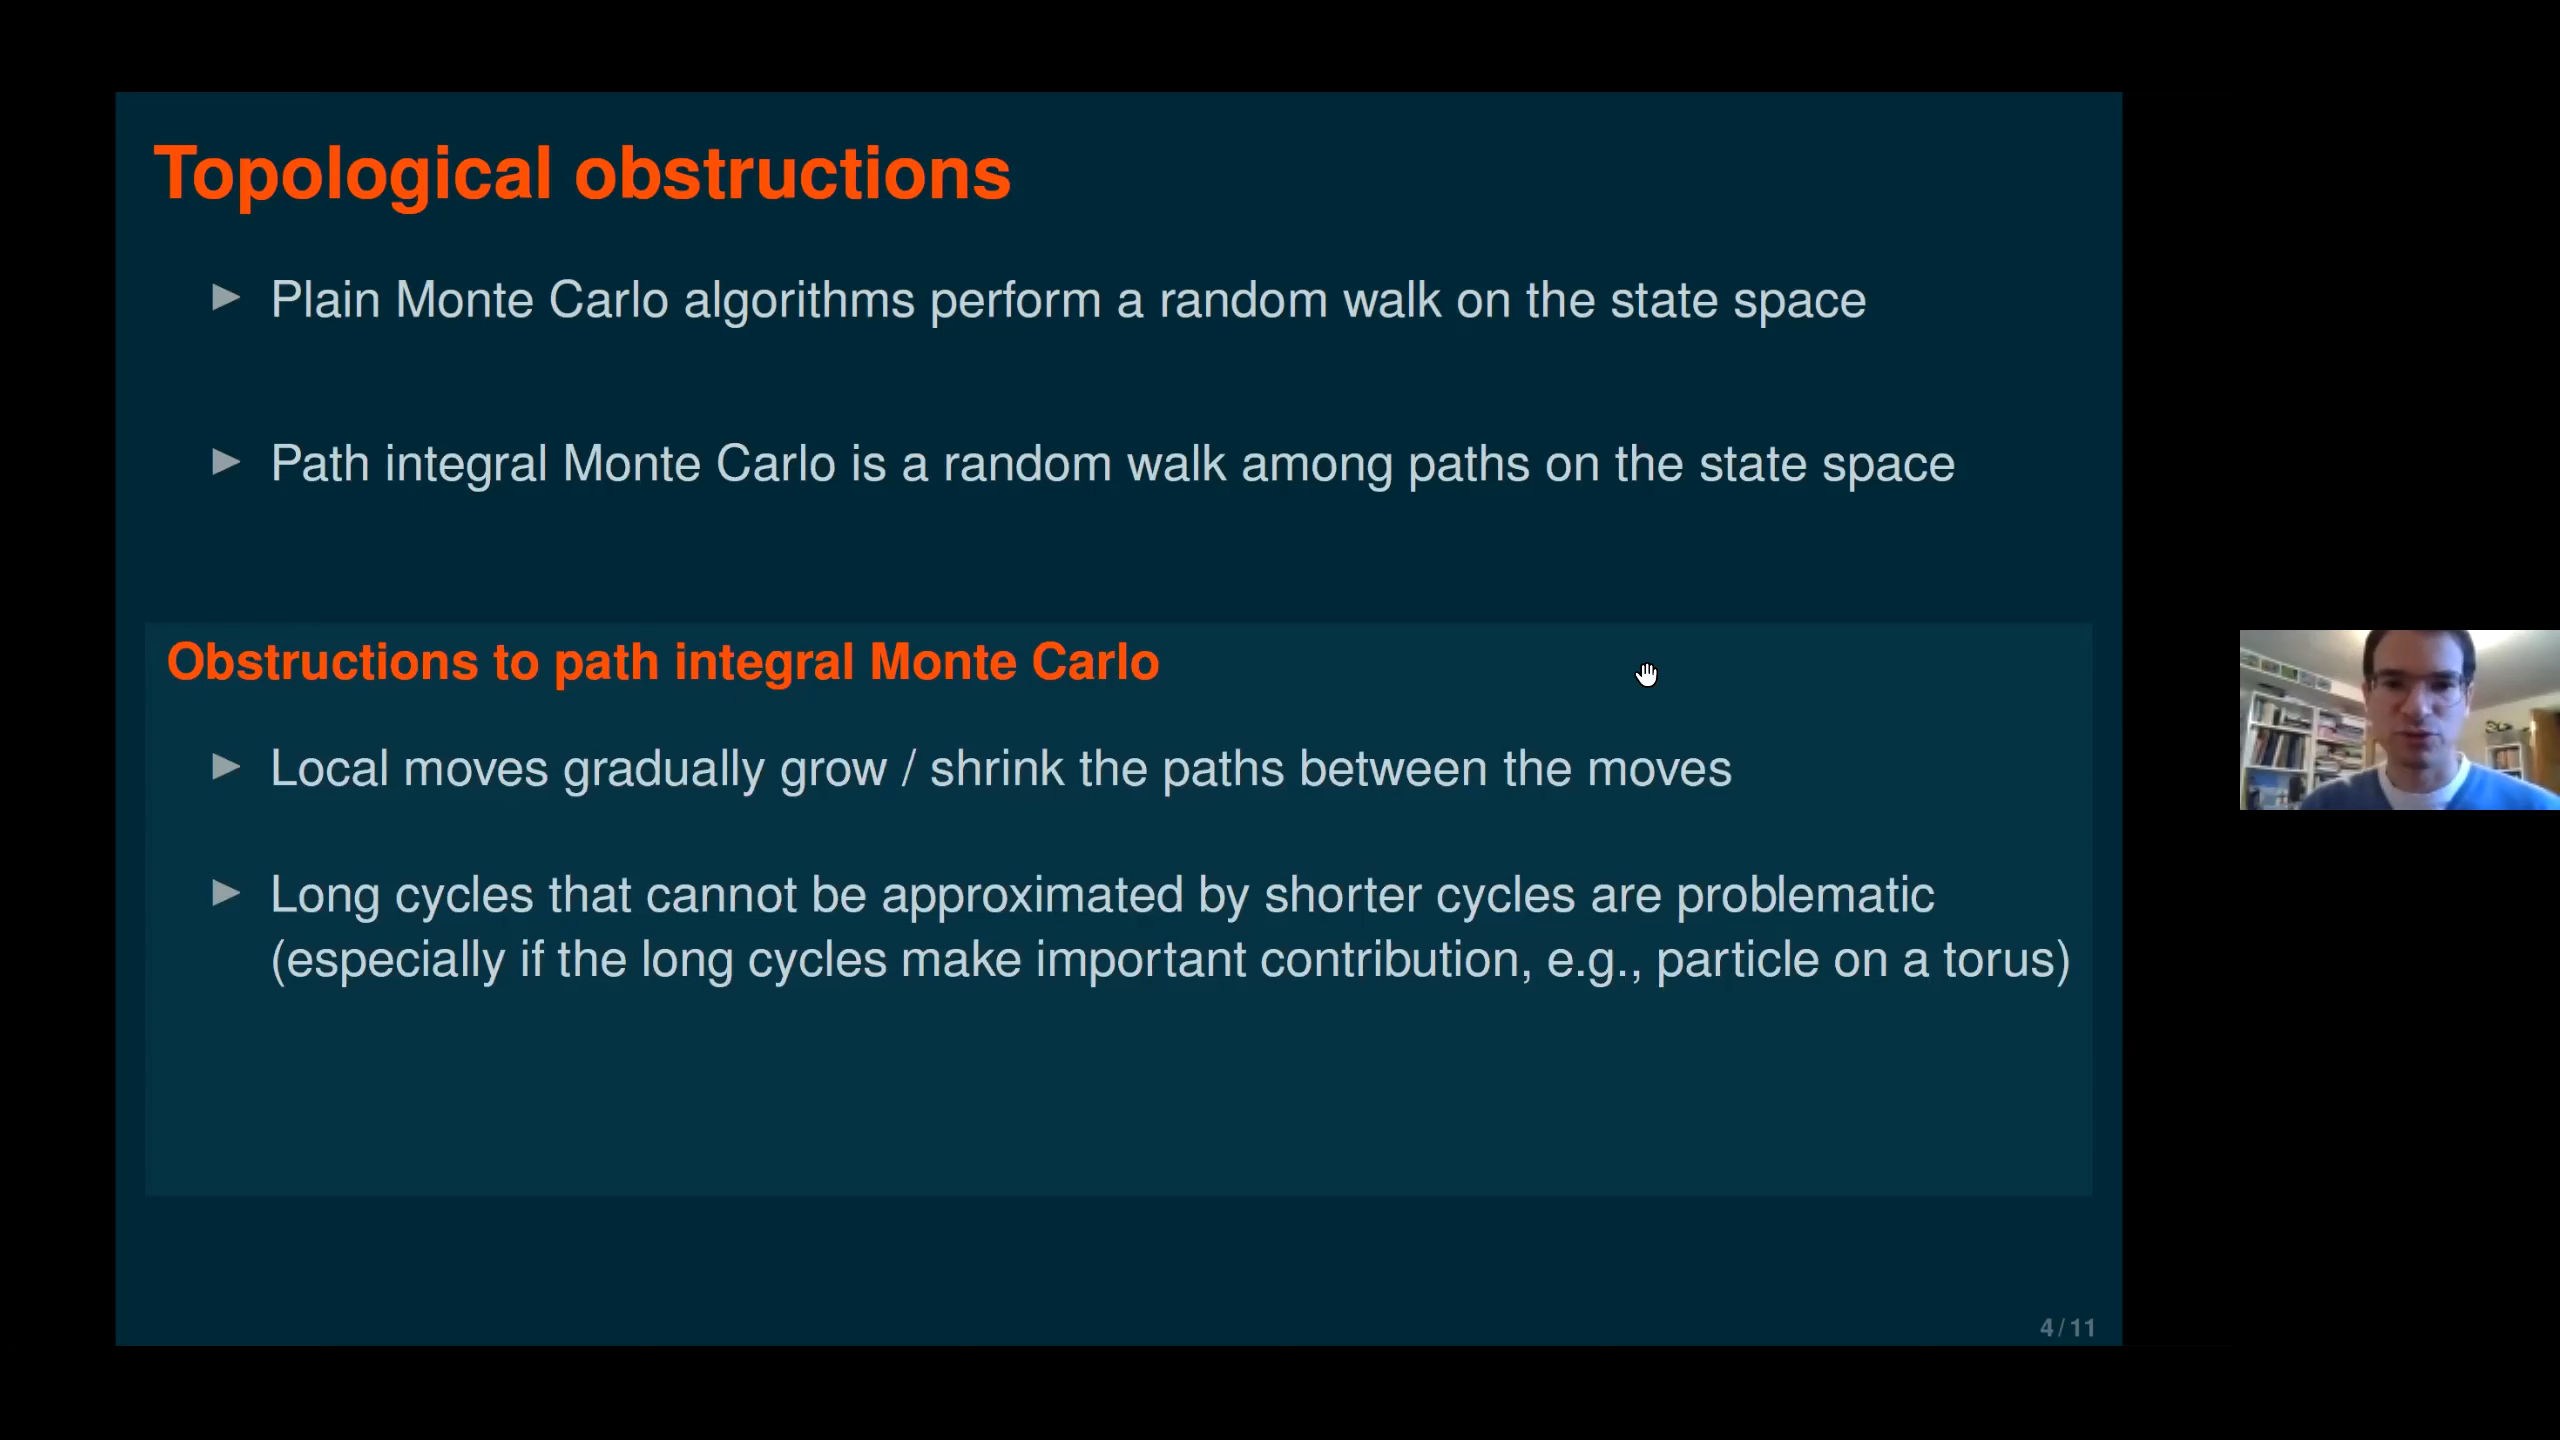 Topological obstructions
▶ Plain Monte Carlo algorithms perform a random walk on the state space
▶ Path integral Monte Carlo is a random walk among paths on the state space
Obstructions to path integral Monte Carlo
▶ Local moves gradually grow / shrink the paths between the moves
▶ Long cycles that cannot be approximated by shorter cycles are problematic
(especially if the long cycles make important contribution, e.g., particle on a torus)
4 / 11